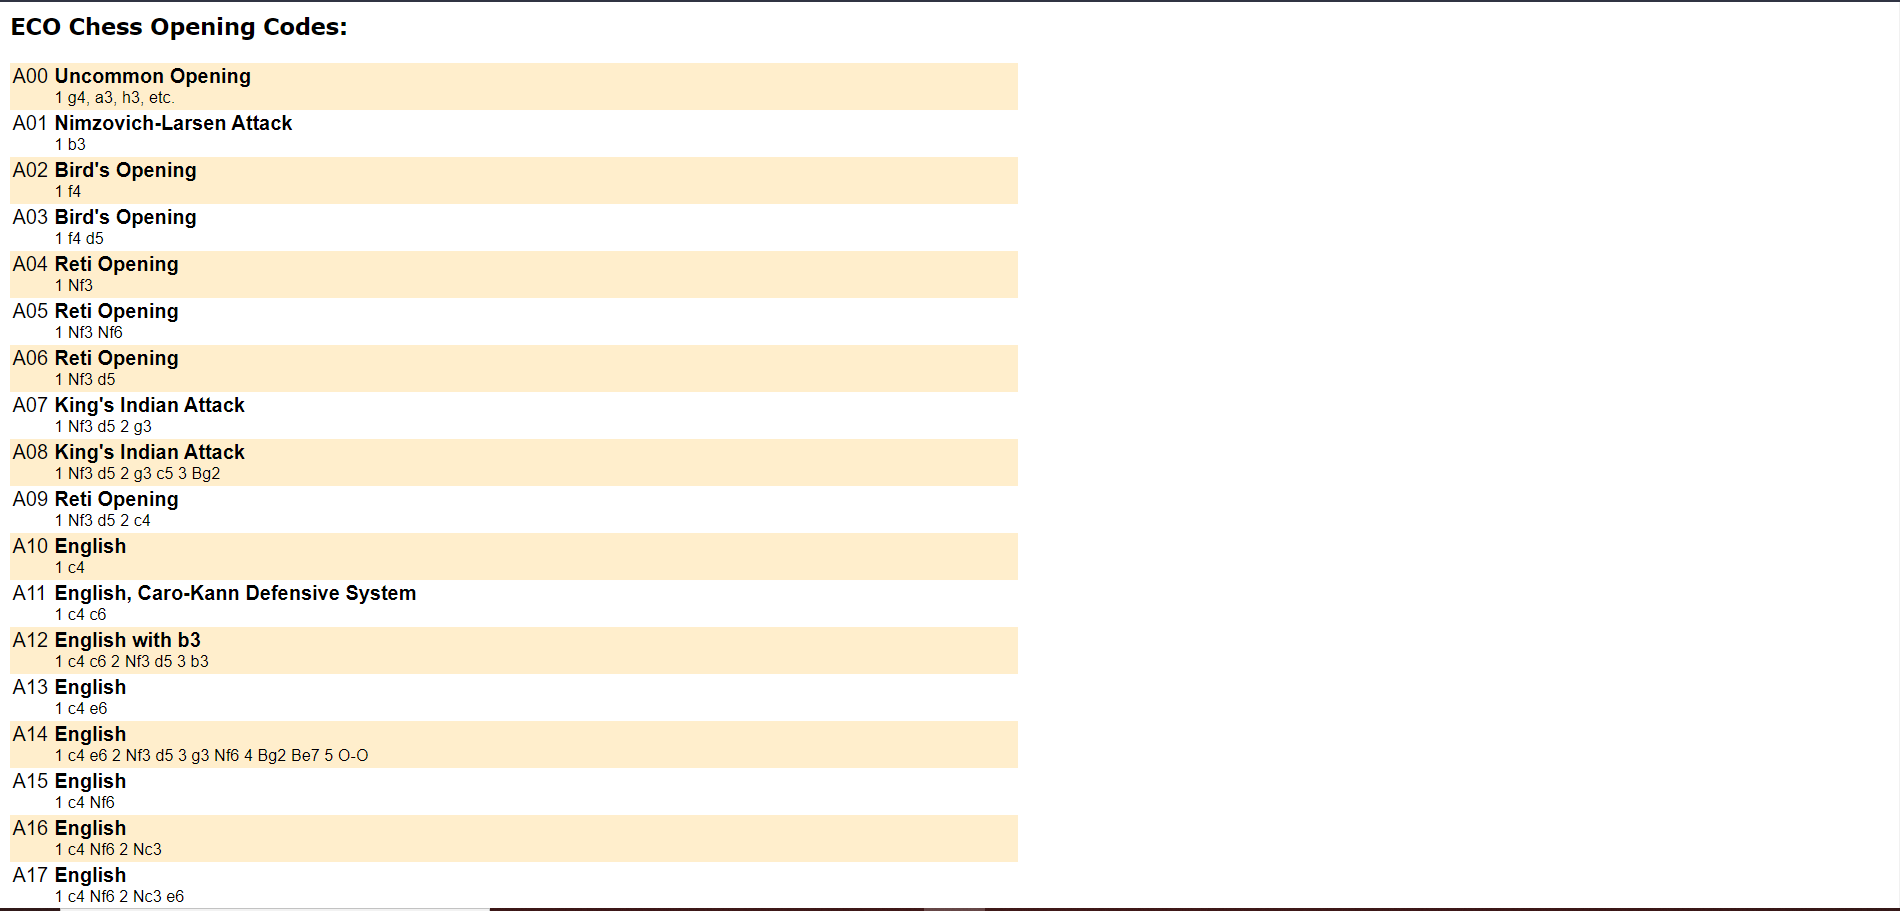 ECO Chess Opening Codes:
A00 Uncommon Opening
1 g4, a3, h3, etc.
A01 Nimzovich-Larsen Attack
1 b3
A02 Bird's Opening
1 f4
A03 Bird's Opening
1 f4 d5
A04 Reti Opening
1 Nf3
A05 Reti Opening
1 Nf3 Nf6
A06 Reti Opening
1 Nf3 d5
A07 King's Indian Attack
1 Nf3 d5 2 g3
A08 King's Indian Attack
1 Nf3 d5 2 g3 c5 3 Bg2
A09 Reti Opening
1 Nf3 d5 2 c4
A10 English
1 c4
A11 English, Caro-Kann Defensive System
1 c4 c6
A12 English with b3
1 c4 c6 2 Nf3 d5 3 b3
A13 English
1 c4 e6
A14 English
1 c4 e6 2 Nf3 d5 3 g3 Nf6 4 Bg2 Be7 5 O-O
A15 English
1 c4 Nf6
A16 English
1 c4 Nf6 2 Nc3
A17 English
1 c4 Nf6 2 Nc3 e6